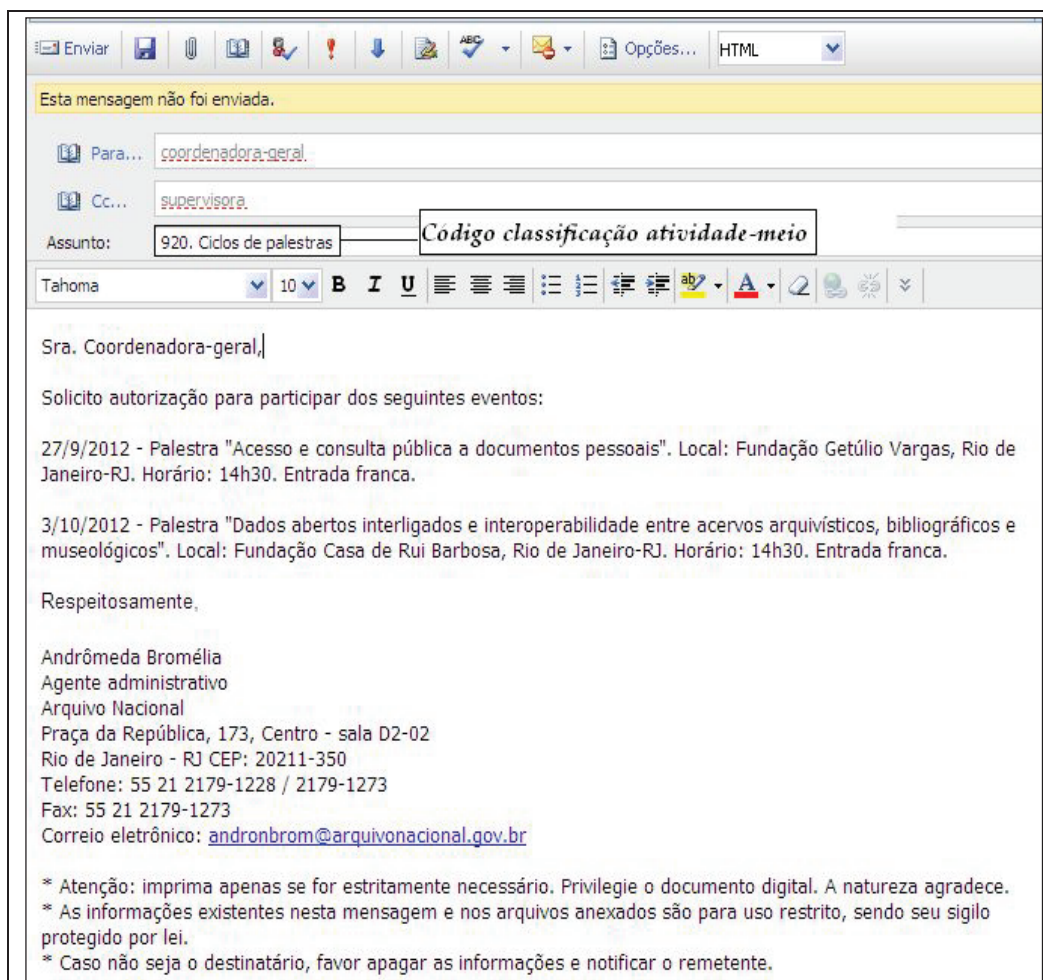 Enviar ABC Opções... HTML
Esta mensagem não foi enviada.
Para... coordenadora-geral
Cc... supervisora
Assunto: 920. Ciclos de palestras Código classificação atividade-meio
Tahoma 10 B I U ab A
Sra. Coordenadora-geral,
Solicito autorização para participar dos seguintes eventos:
27/9/2012 - Palestra "Acesso e consulta pública a documentos pessoais". Local: Fundação Getúlio Vargas, Rio de
Janeiro-RJ. Horário: 14h30. Entrada franca.
3/10/2012 - Palestra "Dados abertos interligados e interoperabilidade entre acervos arquivísticos, bibliográficos e
museológicos". Local: Fundação Casa de Rui Barbosa, Rio de Janeiro-RJ. Horário: 14h30. Entrada franca.
Respeitosamente,
Andrômeda Bromélia
Agente administrativo
Arquivo Nacional
Praça da República, 173, Centro - sala D2-02
Rio de Janeiro - RJ CEP: 20211-350
Telefone: 55 21 2179-1228 / 2179-1273
Fax: 55 21 2179-1273
Correio eletrônico: andronbrom@arquivonacional.gov.br
* Atenção: imprima apenas se for estritamente necessário. Privilegie o documento digital. A natureza agradece.
* As informações existentes nesta mensagem e nos arquivos anexados são para uso restrito, sendo seu sigilo
protegido por lei.
* Caso não seja o destinatário, favor apagar as informações e notificar o remetente.